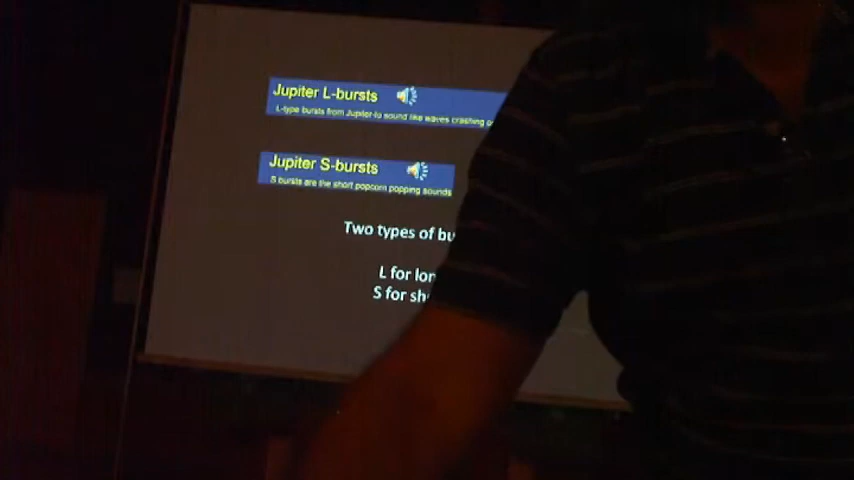 Jupiter L-bursts
L-type bursts from Jupiter-Io sound like waves crashing
Jupiter S-bursts
S bursts are the short popcorn popping sounds
Two types of bu
L for lon
S for sh